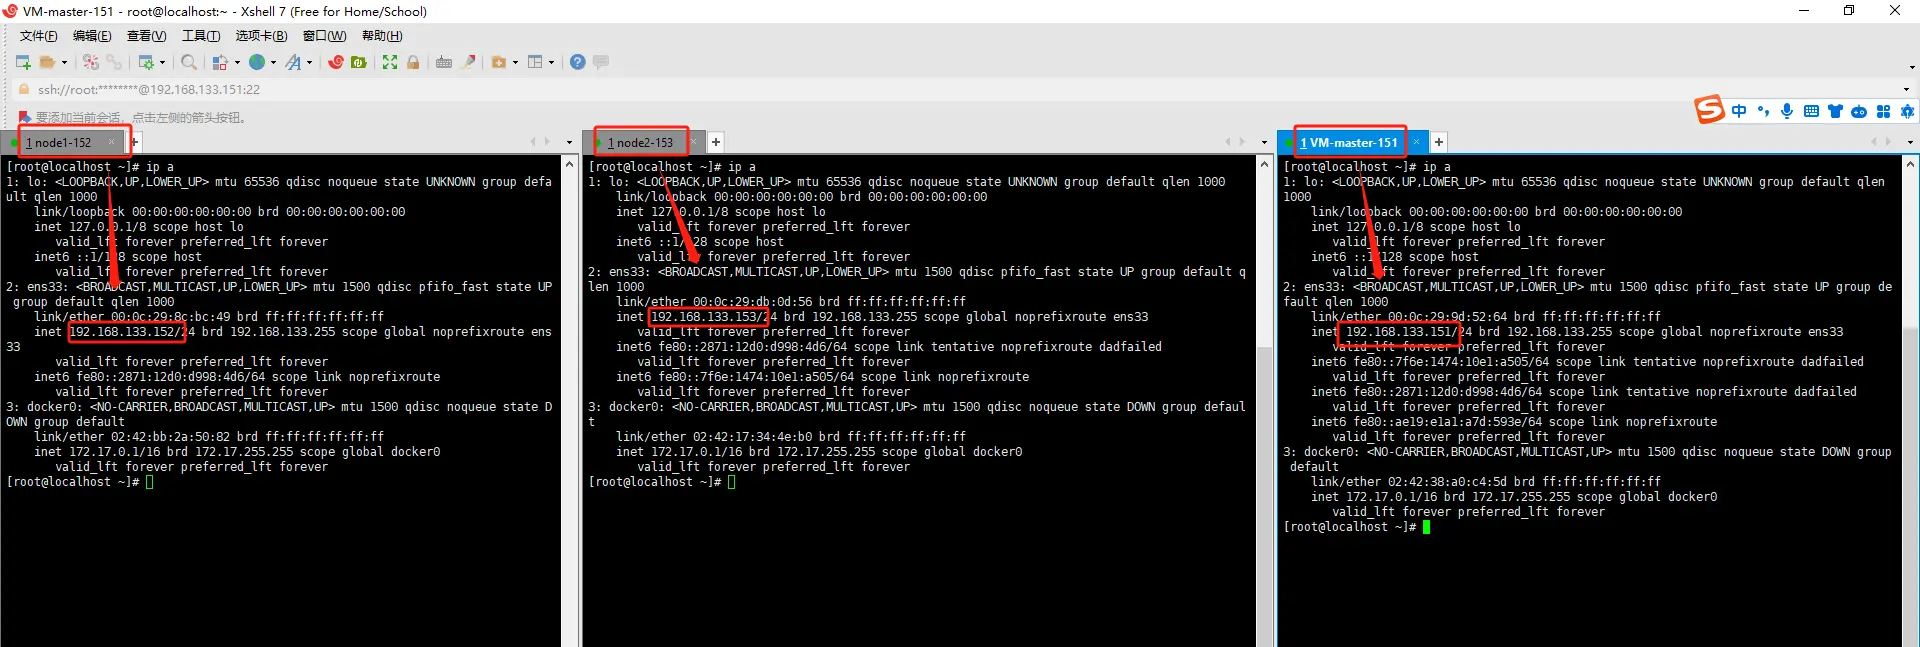 VM-master-151 - root@localhost:~ - Xshell 7 (Free for Home/School)
文件(F) 编辑(E) 查看(V) 工具(T) 选项卡(B) 窗口(W) 帮助(H)
ssh://root:********@192.168.133.151:22
要添加当前会话，点击左侧的箭头按钮。
中
1 node1-152
[root@localhost ~]# ip a
1: lo: <LOOPBACK,UP,LOWER_UP> mtu 65536 qdisc noqueue state UNKNOWN group defa
ult qlen 1000
link/loopback 00:00:00:00:00:00 brd 00:00:00:00:00:00
inet 127.0.0.1/8 scope host lo
valid_lft forever preferred_lft forever
inet6 ::1/128 scope host
valid_lft forever preferred_lft forever
2: ens33: <BROADCAST,MULTICAST,UP,LOWER_UP> mtu 1500 qdisc pfifo_fast state UP
group default qlen 1000
link/ether 00:0c:29:8c:bc:49 brd ff:ff:ff:ff:ff:ff
inet 192.168.133.152/24 brd 192.168.133.255 scope global noprefixroute ens
33
valid_lft forever preferred_lft forever
inet6 fe80::2871:12d0:d998:4d6/64 scope link noprefixroute
valid_lft forever preferred_lft forever
3: docker0: <NO-CARRIER,BROADCAST,MULTICAST,UP> mtu 1500 qdisc noqueue state D
OWN group default
link/ether 02:42:bb:2a:50:82 brd ff:ff:ff:ff:ff:ff
inet 172.17.0.1/16 brd 172.17.255.255 scope global docker0
valid_lft forever preferred_lft forever
[root@localhost ~]#
1 node2-153
[root@localhost ~]# ip a
1: lo: <LOOPBACK,UP,LOWER_UP> mtu 65536 qdisc noqueue state UNKNOWN group default qlen 1000
link/loopback 00:00:00:00:00:00 brd 00:00:00:00:00:00
inet 127.0.0.1/8 scope host lo
valid_lft forever preferred_lft forever
inet6 ::1/128 scope host
valid_lft forever preferred_lft forever
2: ens33: <BROADCAST,MULTICAST,UP,LOWER_UP> mtu 1500 qdisc pfifo_fast state UP group default q
len 1000
link/ether 00:0c:29:db:0d:56 brd ff:ff:ff:ff:ff:ff
inet 192.168.133.153/24 brd 192.168.133.255 scope global noprefixroute ens33
valid_lft forever preferred_lft forever
inet6 fe80::2871:12d0:d998:4d6/64 scope link tentative noprefixroute dadfailed
valid_lft forever preferred_lft forever
inet6 fe80::7f6e:1474:10e1:a505/64 scope link noprefixroute
valid_lft forever preferred_lft forever
3: docker0: <NO-CARRIER,BROADCAST,MULTICAST,UP> mtu 1500 qdisc noqueue state DOWN group defaul
t
link/ether 02:42:17:34:4e:b0 brd ff:ff:ff:ff:ff:ff
inet 172.17.0.1/16 brd 172.17.255.255 scope global docker0
valid_lft forever preferred_lft forever
[root@localhost ~]#
1 VM-master-151
[root@localhost ~]# ip a
1: lo: <LOOPBACK,UP,LOWER_UP> mtu 65536 qdisc noqueue state UNKNOWN group default qlen
1000
link/loopback 00:00:00:00:00:00 brd 00:00:00:00:00:00
inet 127.0.0.1/8 scope host lo
valid_lft forever preferred_lft forever
inet6 ::1/128 scope host
valid_lft forever preferred_lft forever
2: ens33: <BROADCAST,MULTICAST,UP,LOWER_UP> mtu 1500 qdisc pfifo_fast state UP group de
fault qlen 1000
link/ether 00:0c:29:9d:52:64 brd ff:ff:ff:ff:ff:ff
inet 192.168.133.151/24 brd 192.168.133.255 scope global noprefixroute ens33
valid_lft forever preferred_lft forever
inet6 fe80::7f6e:1474:10e1:a505/64 scope link tentative noprefixroute dadfailed
valid_lft forever preferred_lft forever
inet6 fe80::2871:12d0:d998:4d6/64 scope link tentative noprefixroute dadfailed
valid_lft forever preferred_lft forever
inet6 fe80::ae19:e1a1:a7d:593e/64 scope link noprefixroute
valid_lft forever preferred_lft forever
3: docker0: <NO-CARRIER,BROADCAST,MULTICAST,UP> mtu 1500 qdisc noqueue state DOWN group
default
link/ether 02:42:38:a0:c4:5d brd ff:ff:ff:ff:ff:ff
inet 172.17.0.1/16 brd 172.17.255.255 scope global docker0
valid_lft forever preferred_lft forever
[root@localhost ~]#